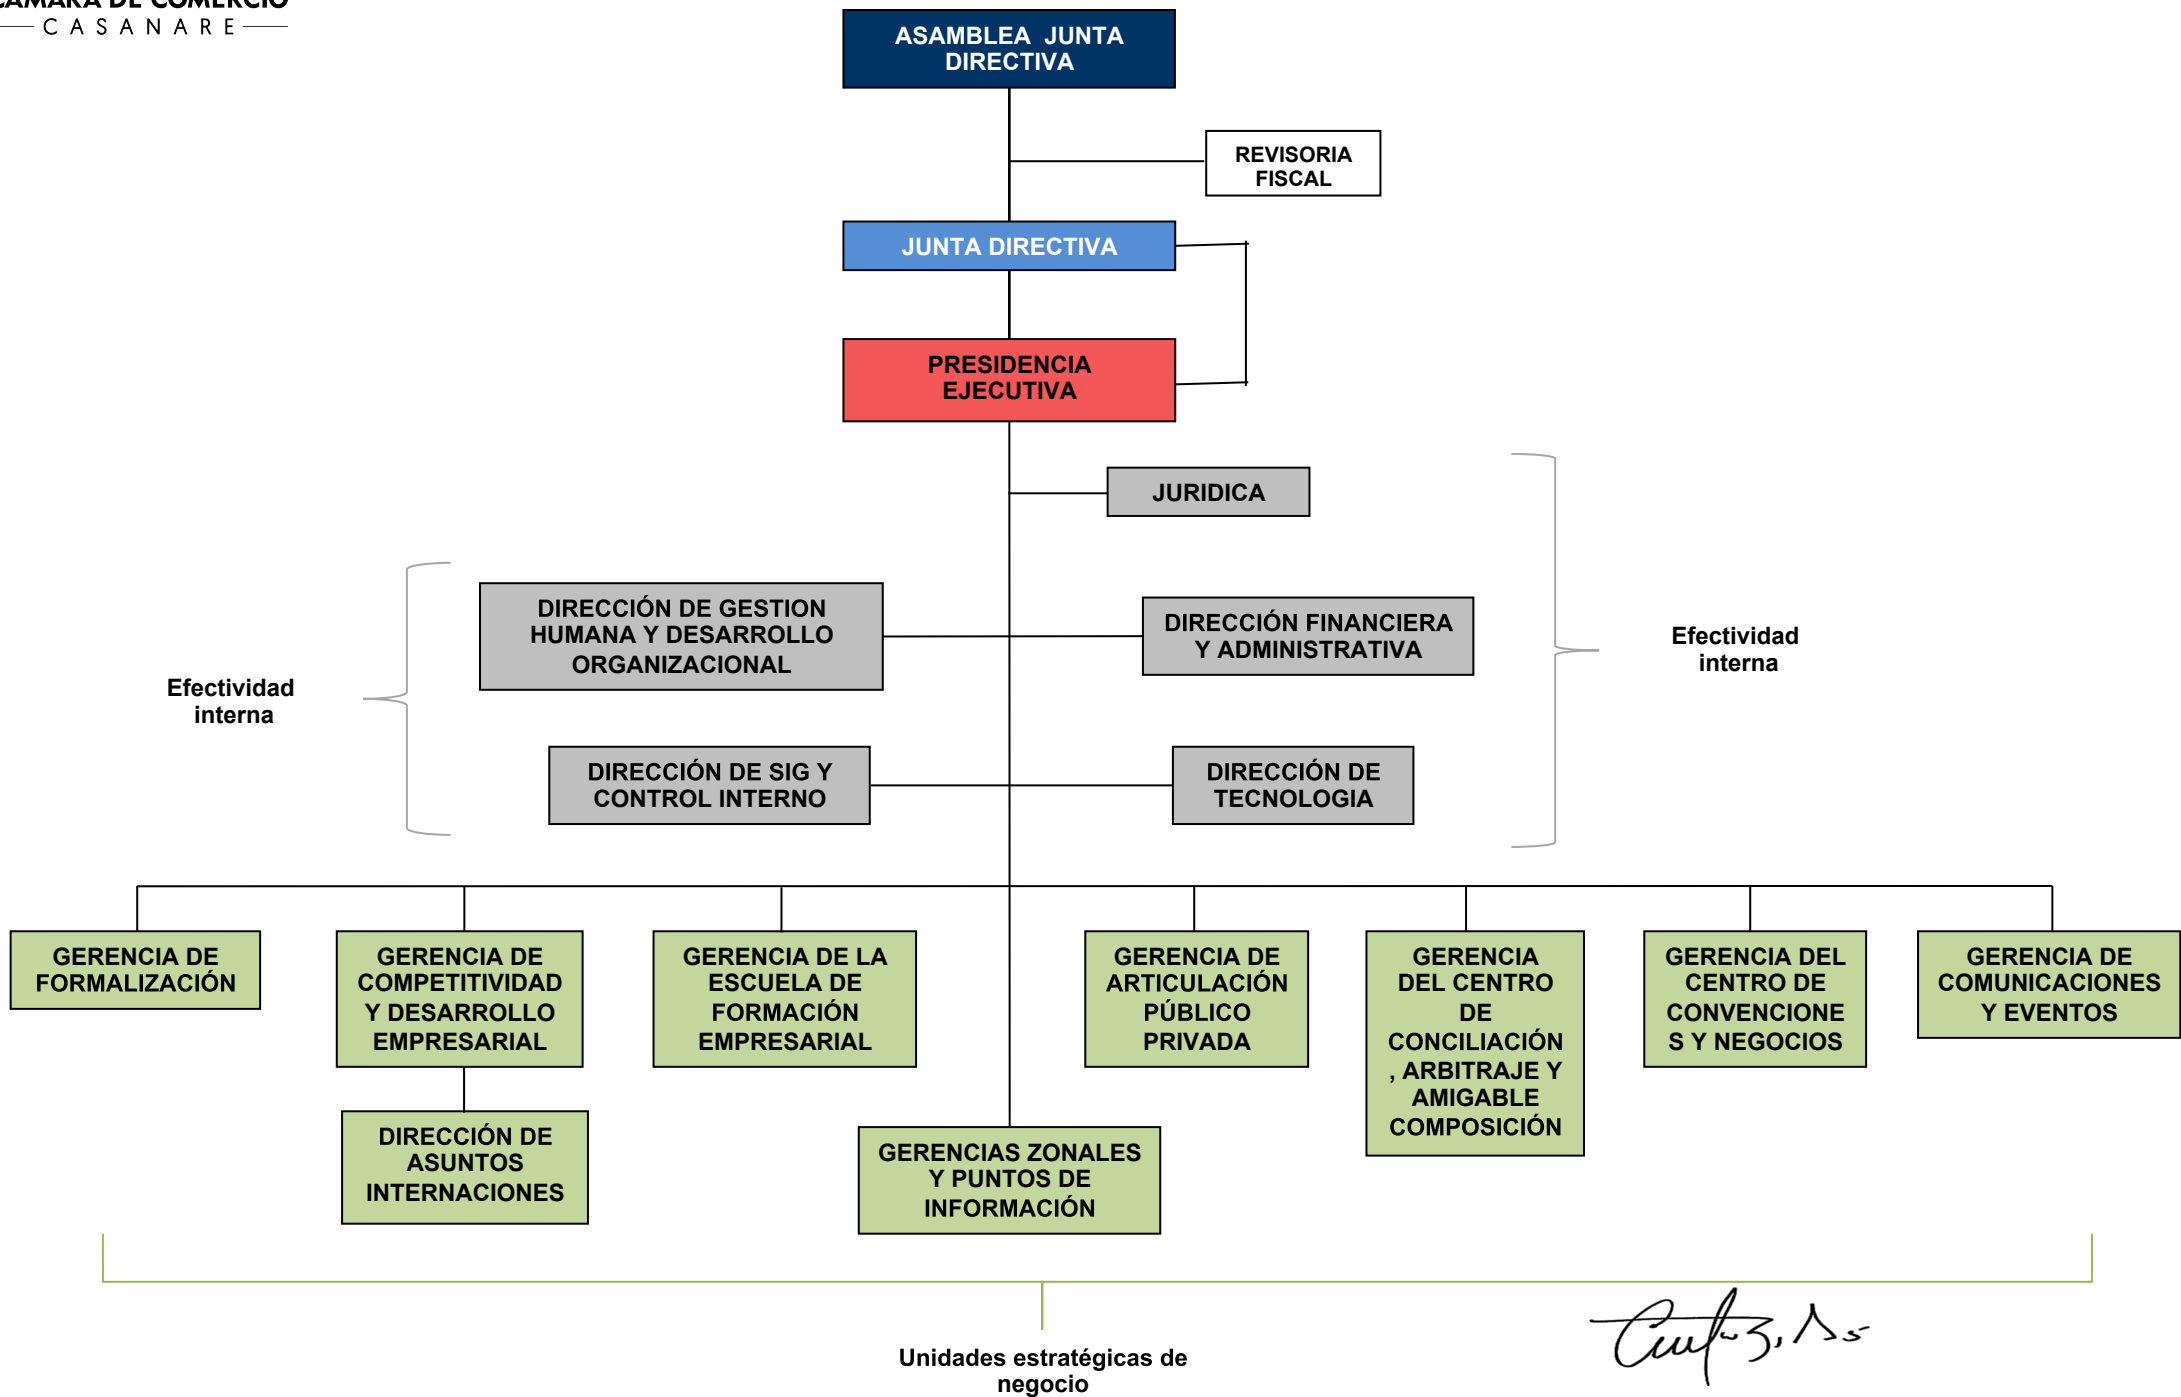 CÁMARA DE COMERCIO
CASANARE
ASAMBLEA JUNTA
DIRECTIVA
REVISORIA
FISCAL
JUNTA DIRECTIVA
PRESIDENCIA
EJECUTIVA
JURIDICA
DIRECCIÓN DE GESTION
HUMANA Y DESARROLLO
ORGANIZACIONAL
DIRECCIÓN FINANCIERA
Y ADMINISTRATIVA
Efectividad
interna
Efectividad
interna
DIRECCIÓN DE SIG Y
CONTROL INTERNO
DIRECCIÓN DE
TECNOLOGIA
GERENCIA DE
FORMALIZACIÓN
GERENCIA DE
COMPETITIVIDAD
Y DESARROLLO
EMPRESARIAL
GERENCIA DE LA
ESCUELA DE
FORMACIÓN
EMPRESARIAL
GERENCIA DE
ARTICULACIÓN
PÚBLICO
PRIVADA
GERENCIA
DEL CENTRO
DE
CONCILIACIÓN
, ARBITRAJE Y
AMIGABLE
COMPOSICIÓN
GERENCIA DEL
CENTRO DE
CONVENCIONE
S Y NEGOCIOS
GERENCIA DE
COMUNICACIONES
Y EVENTOS
DIRECCIÓN DE
ASUNTOS
INTERNACIONES
GERENCIAS ZONALES
Y PUNTOS DE
INFORMACIÓN
Unidades estratégicas de
negocio